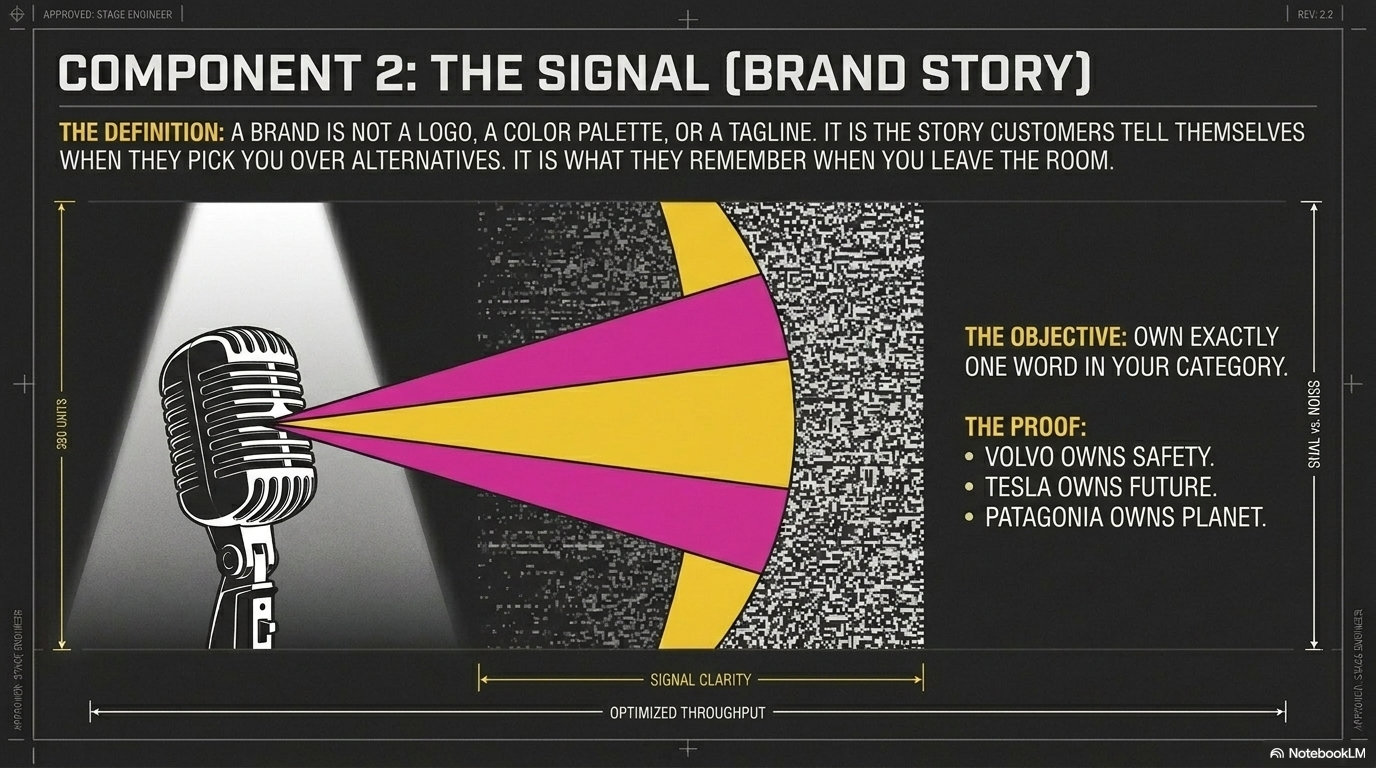 APPROVED: STAGE ENGINEER
REV: 2.2
COMPONENT 2: THE SIGNAL (BRAND STORY)
THE DEFINITION: A BRAND IS NOT A LOGO, A COLOR PALETTE, OR A TAGLINE. IT IS THE STORY CUSTOMERS TELL THEMSELVES
WHEN THEY PICK YOU OVER ALTERNATIVES. IT IS WHAT THEY REMEMBER WHEN YOU LEAVE THE ROOM.
UNITS
THE OBJECTIVE: OWN EXACTLY
ONE WORD IN YOUR CATEGORY.
THE PROOF:
• VOLVO OWNS SAFETY.
• TESLA OWNS FUTURE.
• PATAGONIA OWNS PLANET.
vs.
SIGNAL CLARITY
OPTIMIZED THROUGHPUT
NotebookLM